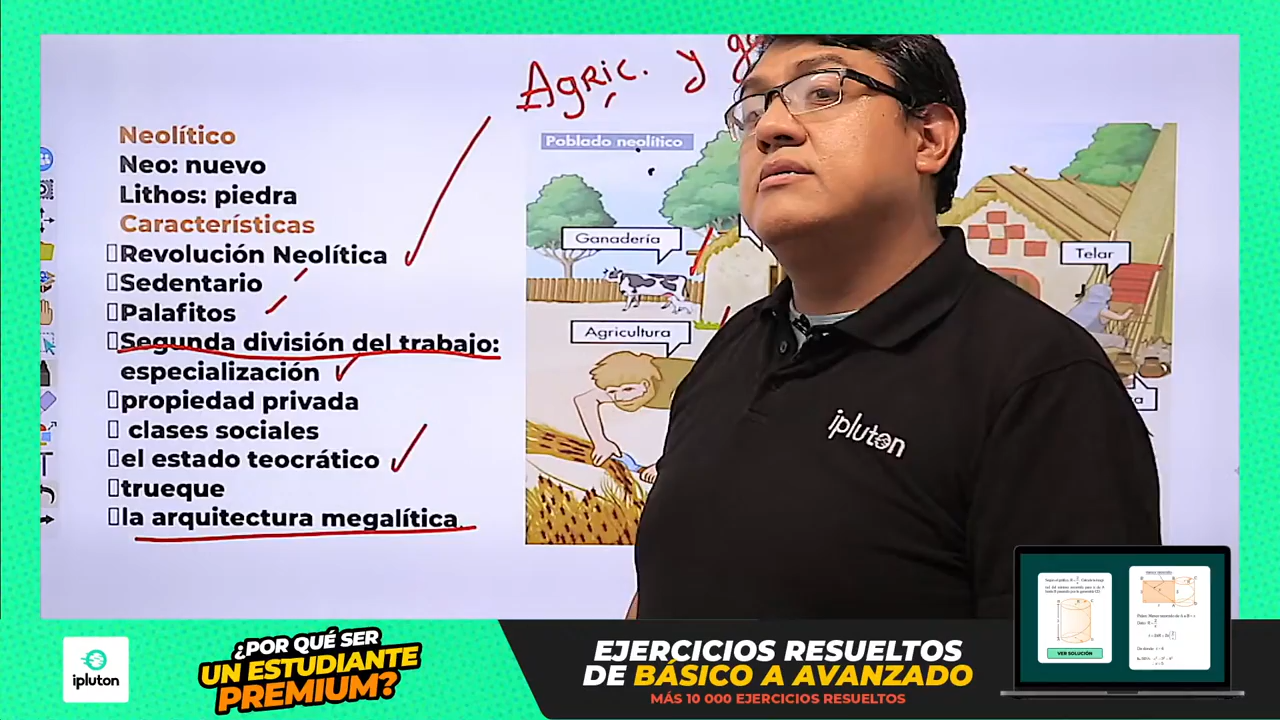 Agric. y
Neolítico
Neo: nuevo
Lithos: piedra
Características
Revolución Neolítica
Sedentario
Palafitos
Segunda división del trabajo:
especialización
propiedad privada
clases sociales
el estado teocrático
trueque
la arquitectura megalítica.
Poblado neolítico
Ganadería
Telar
Agricultura
ipluton
VER SOLUCIÓN
ipluton
¿POR QUÉ SER
UN ESTUDIANTE
PREMIUM?
EJERCICIOS RESUELTOS
DE BÁSICO A AVANZADO
MÁS 10 000 EJERCICIOS RESUELTOS